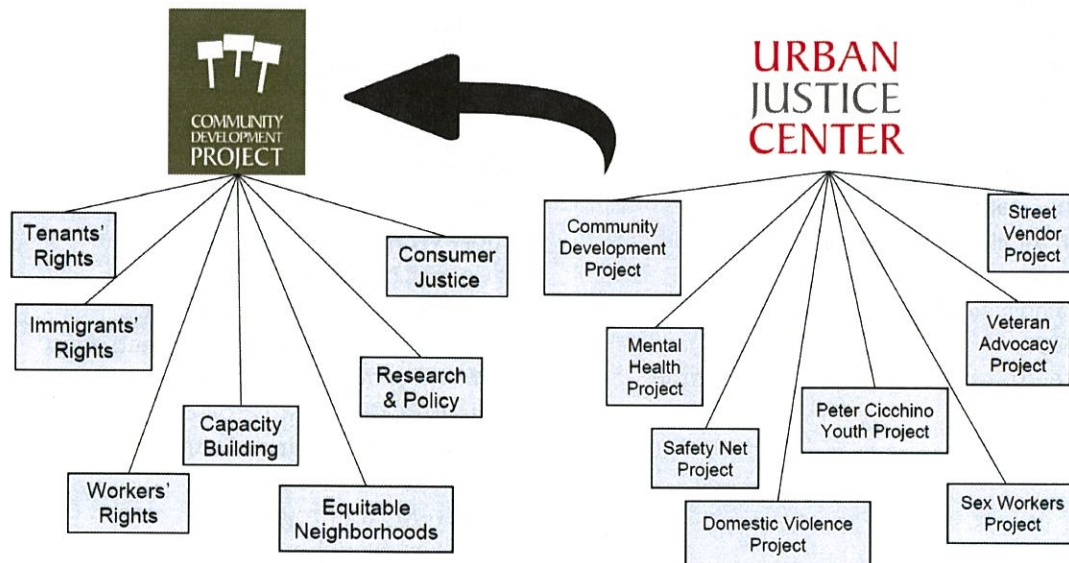 COMMUNITY
DEVELOPMENT
PROJECT
Tenants'
Rights
Immigrants'
Rights
Workers'
Rights
Capacity
Building
Equitable
Neighborhoods
Research
& Policy
Consumer
Justice
URBAN
JUSTICE
CENTER
Community
Development
Project
Mental
Health
Project
Safety Net
Project
Domestic Violence
Project
Peter Cicchino
Youth Project
Sex Workers
Project
Veteran
Advocacy
Project
Street
Vendor
Project